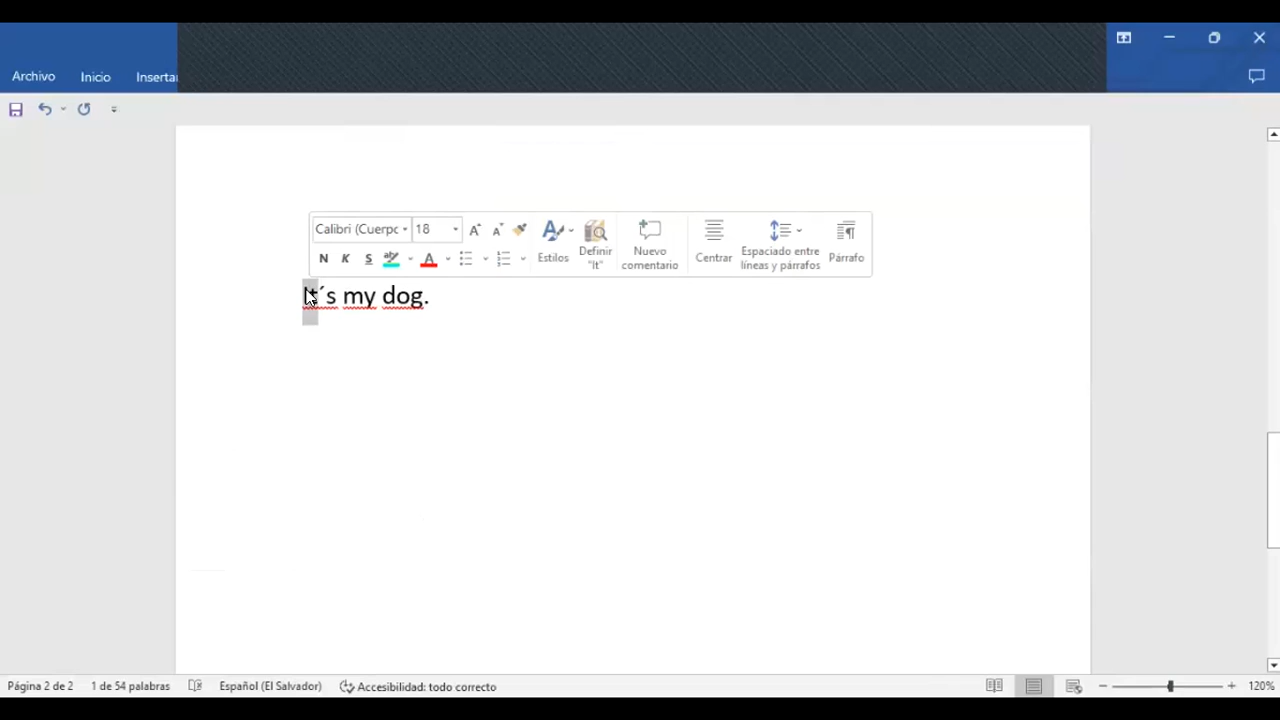 Archivo Inicio Insertar
Calibri (Cuerpo 18
N K S Estilos Definir "It" Nuevo comentario Centrar Espaciado entre líneas y párrafos Párrafo
It´s my dog.
Página 2 de 2 1 de 54 palabras Español (El Salvador) Accesibilidad: todo correcto 120%